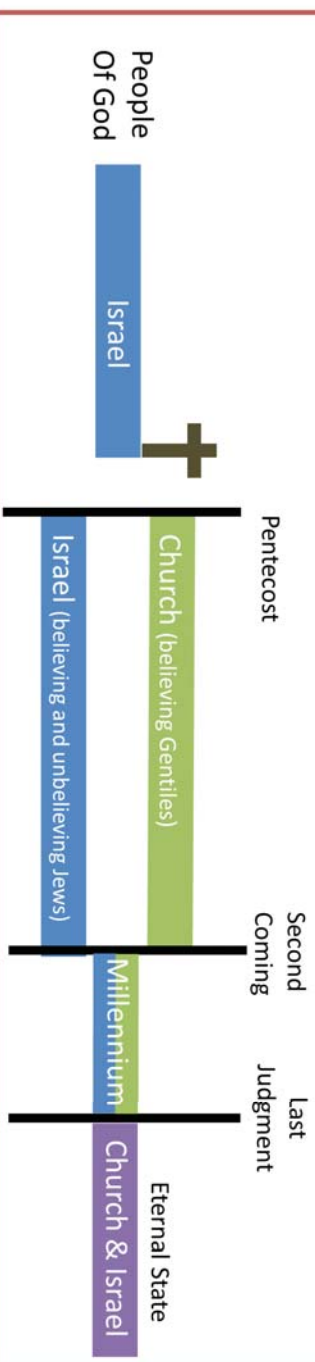 People
Of God
Israel
Pentecost
Church (believing Gentiles)
Israel (believing and unbelieving Jews)
Second
Coming
Millennium
Last
Judgment
Eternal State
Church & Israel